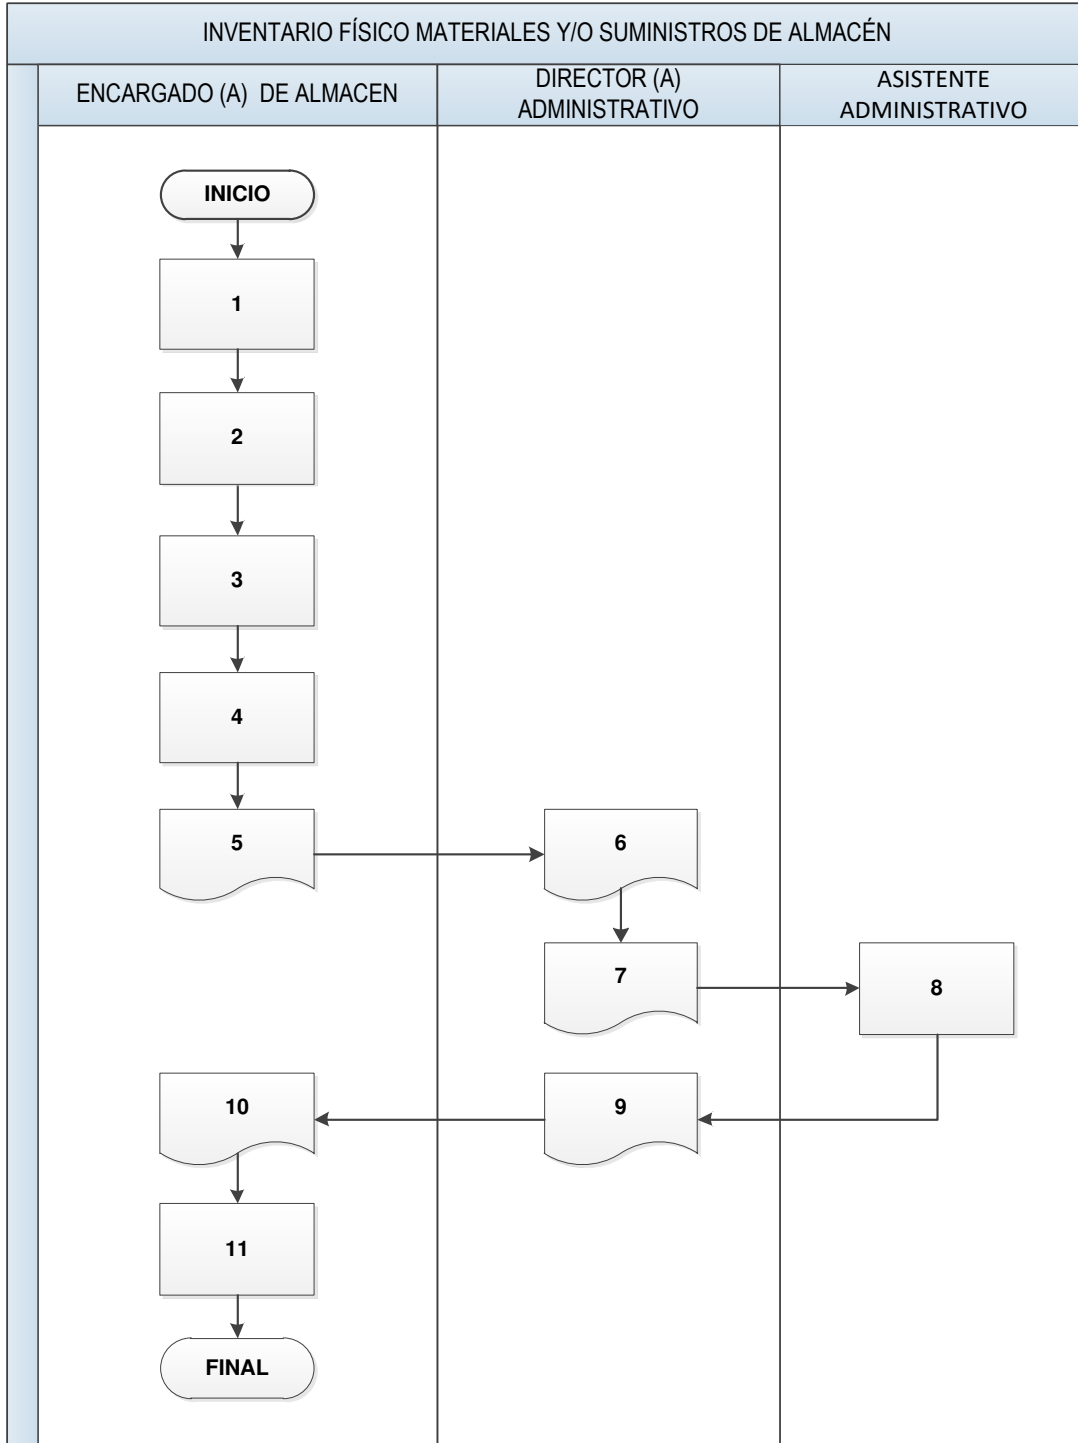 INVENTARIO FÍSICO MATERIALES Y/O SUMINISTROS DE ALMACÉN
ENCARGADO (A) DE ALMACEN
DIRECTOR (A)
ADMINISTRATIVO
ASISTENTE
ADMINISTRATIVO
INICIO
1
2
3
4
5
6
7
8
9
10
11
FINAL